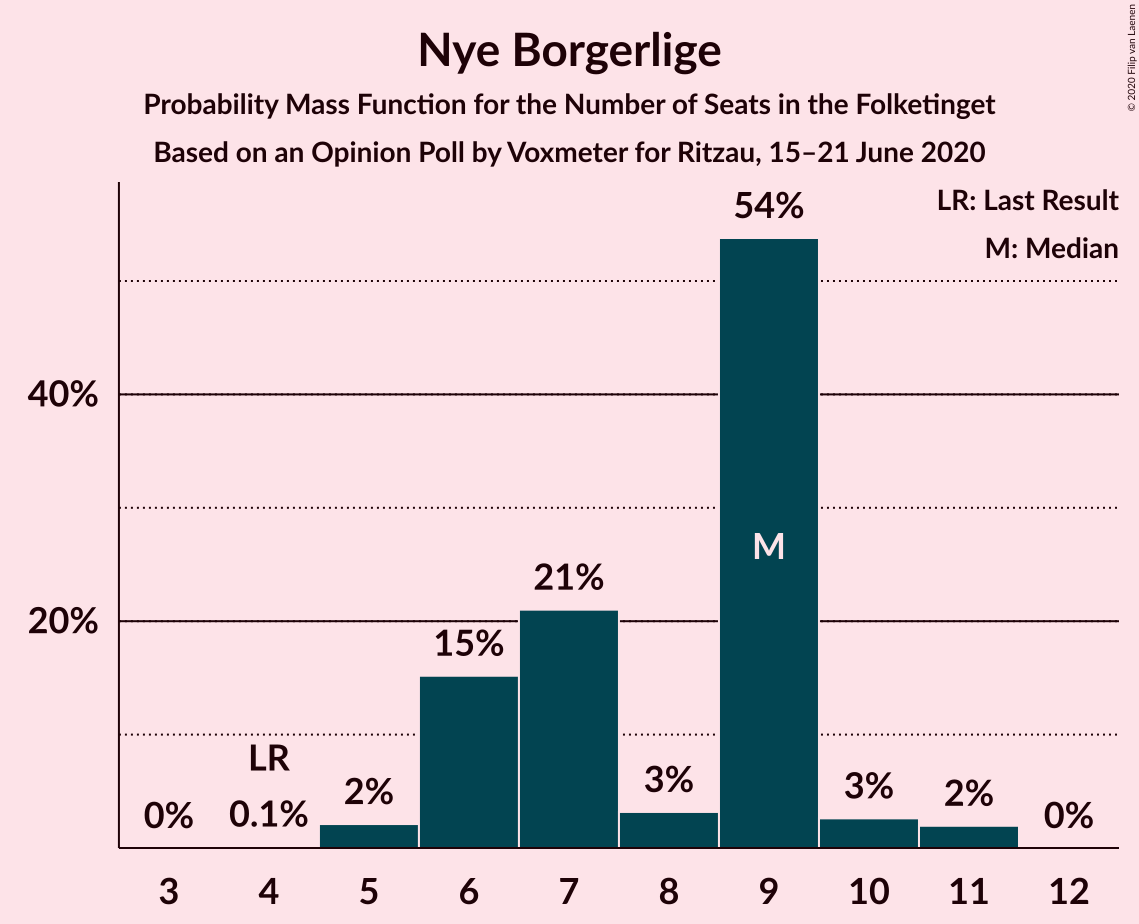 Nye Borgerlige
Probability Mass Function for the Number of Seats in the Folketinget
Based on an Opinion Poll by Voxmeter for Ritzau, 15–21 June 2020
© 2020 Filip van Laenen
LR: Last Result
M: Median
54%
40%
M
21%
20%
15%
LR
0%
0.1%
2%
3%
3%
2%
0%
3 4 5 6 7 8 9 10 11 12